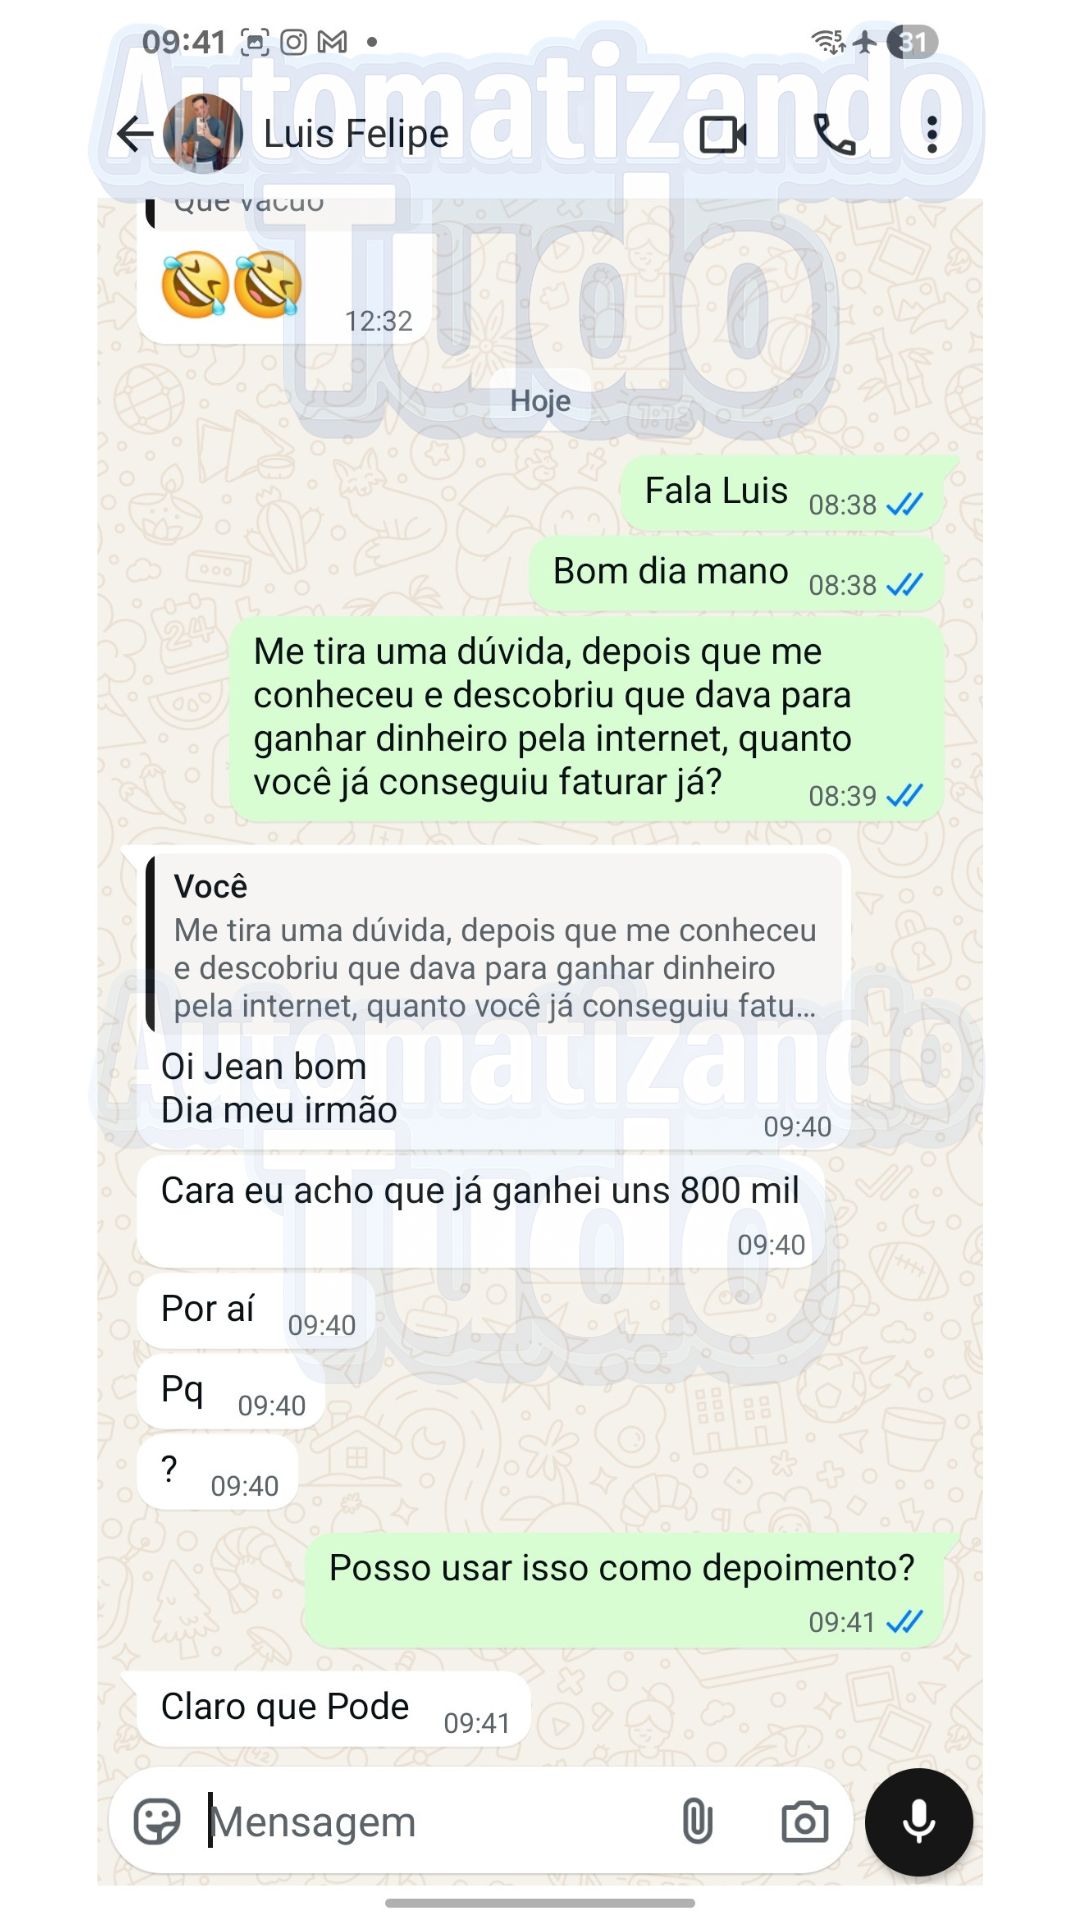 09:41
31
Luis Felipe
Automatizando
Tudo
Que vácuo
🤣🤣
12:32
Hoje
Fala Luis 08:38
Bom dia mano 08:38
Me tira uma dúvida, depois que me
conheceu e descobriu que dava para
ganhar dinheiro pela internet, quanto
você já conseguiu faturar já? 08:39
Você
Me tira uma dúvida, depois que me conheceu
e descobriu que dava para ganhar dinheiro
pela internet, quanto você já conseguiu fatu...
Automatizando
Oi Jean bom
Dia meu irmão
09:40
Tudo
Cara eu acho que já ganhei uns 800 mil
09:40
Por aí 09:40
Pq 09:40
? 09:40
Posso usar isso como depoimento?
09:41
Claro que Pode 09:41
Mensagem